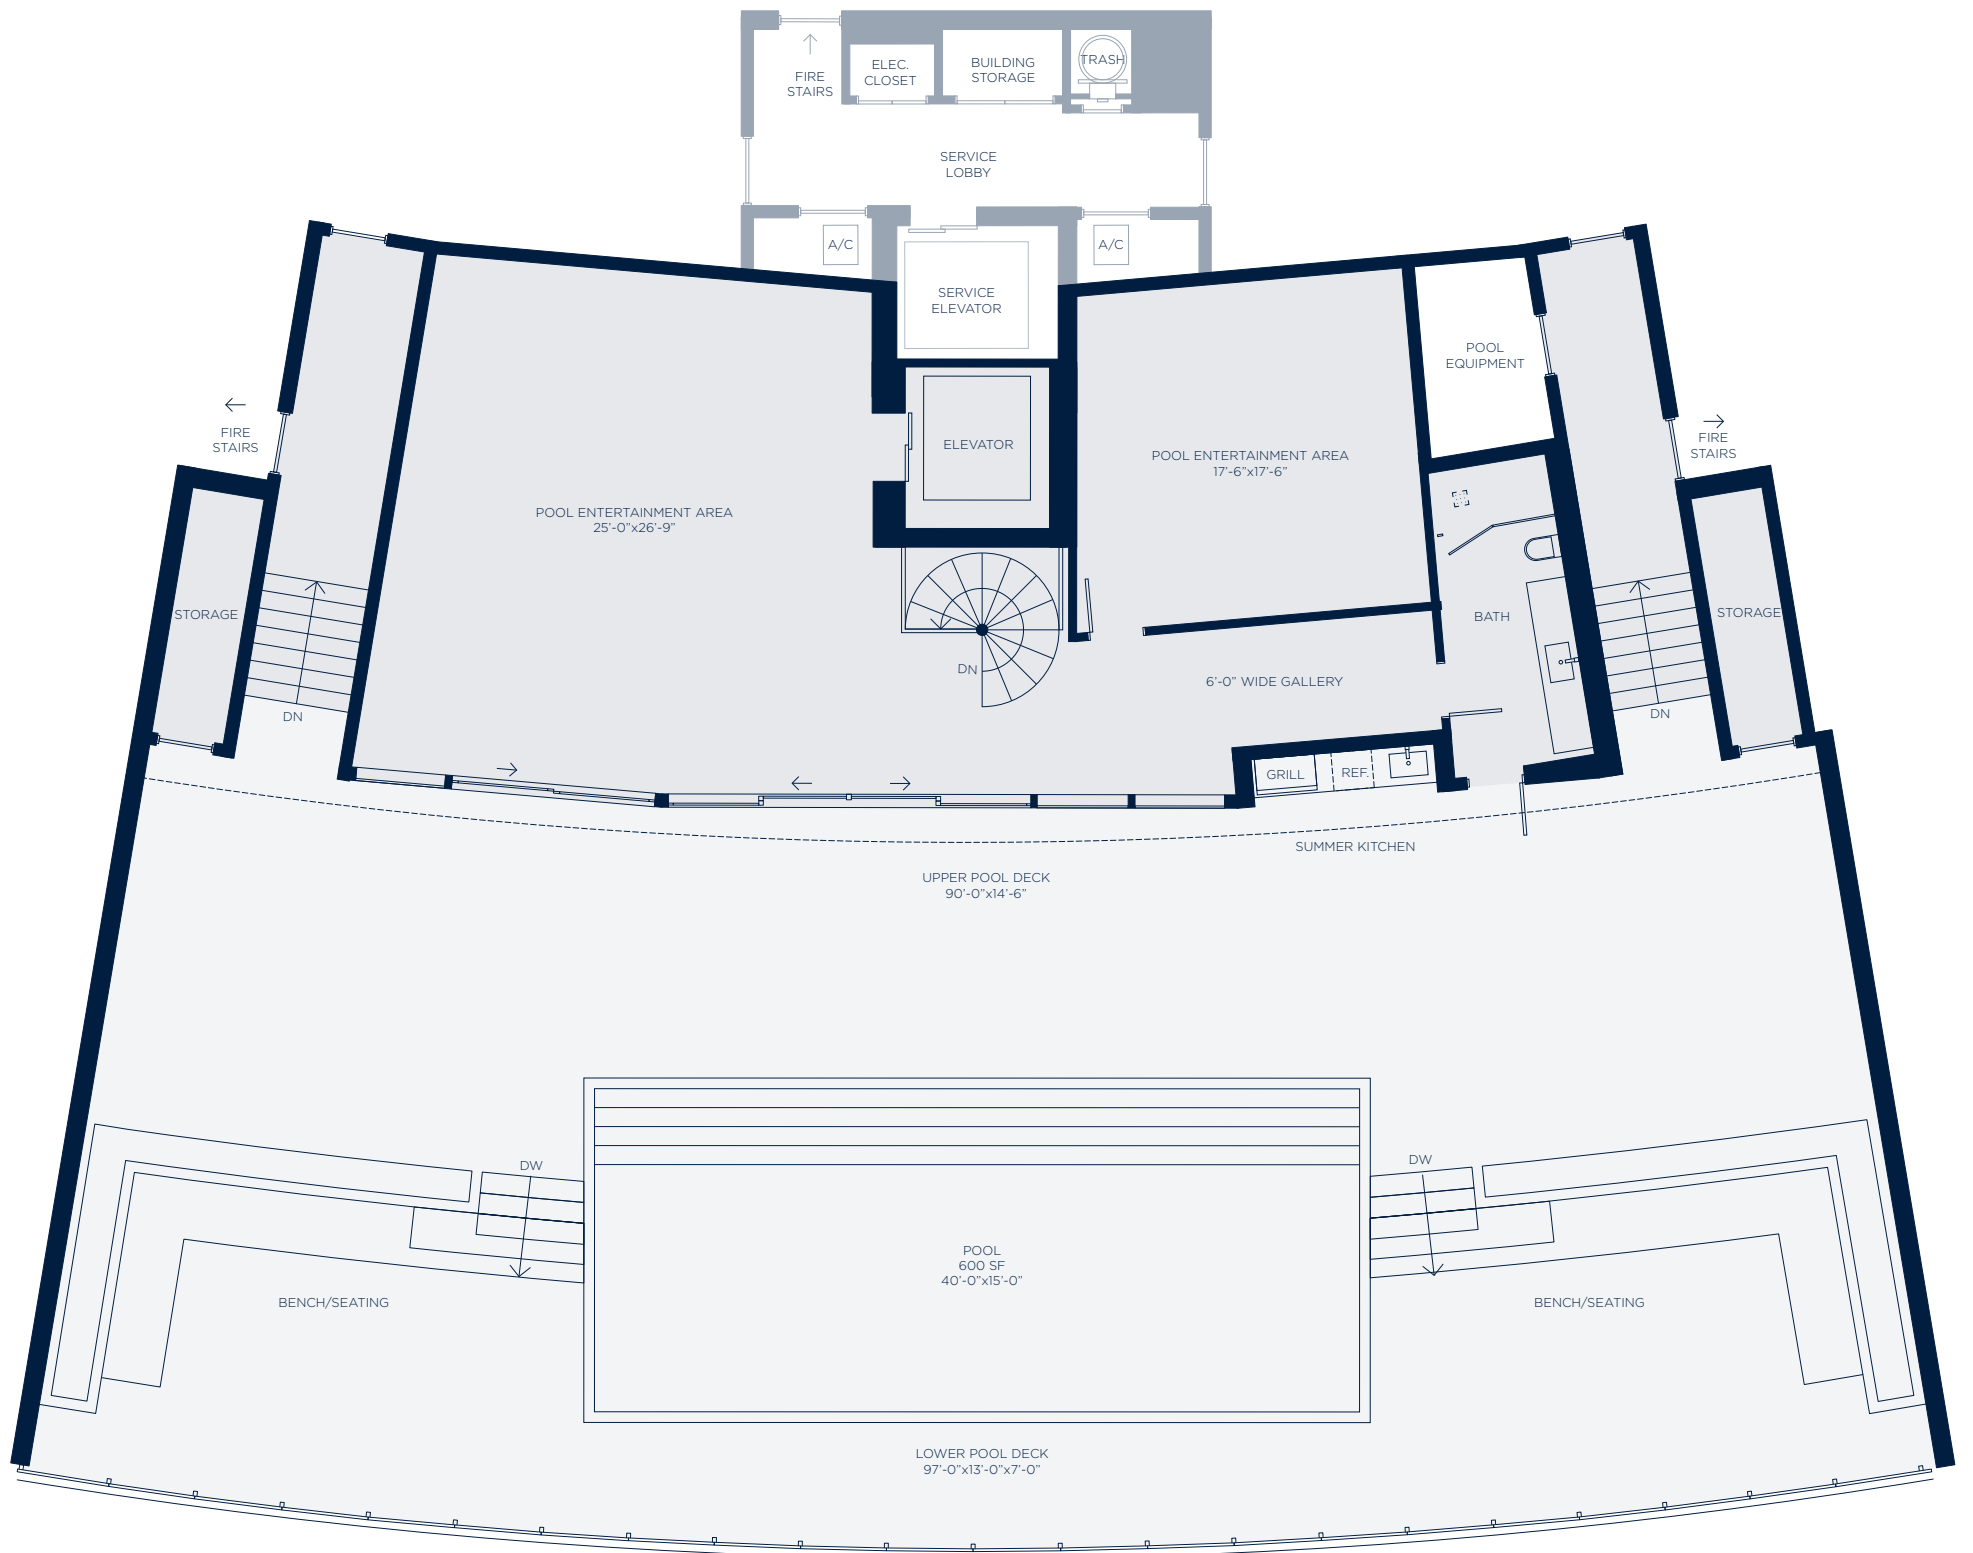 FIRE
STAIRS
ELEC.
CLOSET
BUILDING
STORAGE
TRASH
SERVICE
LOBBY
A/C
A/C
SERVICE
ELEVATOR
POOL
EQUIPMENT
FIRE
STAIRS
ELEVATOR
FIRE
STAIRS
POOL ENTERTAINMENT AREA
17'-6"x17'-6"
POOL ENTERTAINMENT AREA
25'-0"x26'-9"
STORAGE
BATH
STORAGE
DN
6'-0" WIDE GALLERY
DN
DN
GRILL
REF.
SUMMER KITCHEN
UPPER POOL DECK
90'-0"x14'-6"
DW
DW
POOL
600 SF
40'-0"x15'-0"
BENCH/SEATING
BENCH/SEATING
LOWER POOL DECK
97'-0"x13'-0"x7'-0"